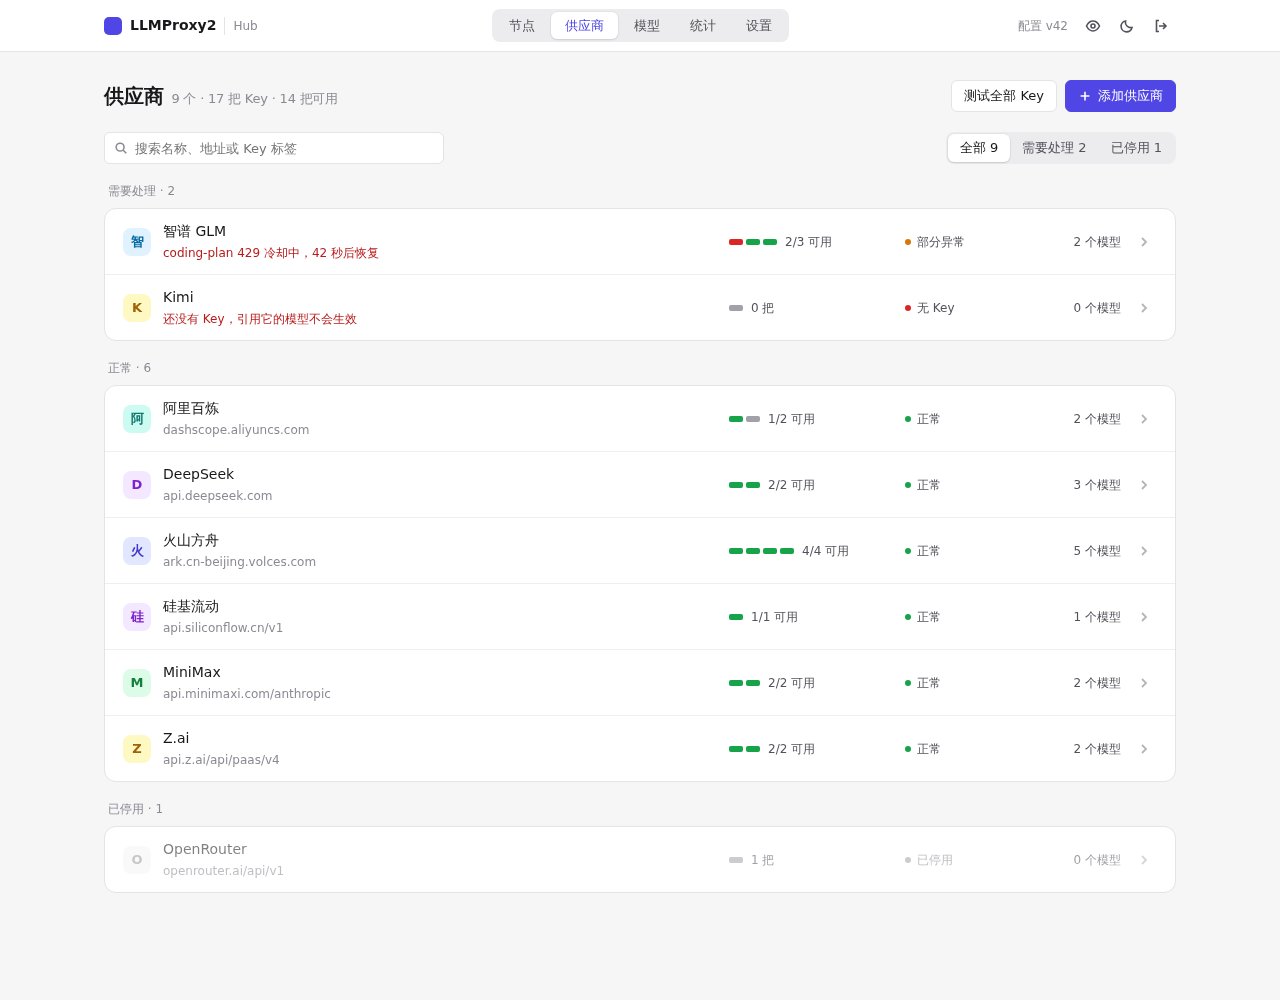 LLMProxy2 Hub 节点 供应商 模型 统计 设置 配置 v42
供应商 9 个 · 17 把 Key · 14 把可用 测试全部 Key + 添加供应商
搜索名称、地址或 Key 标签 全部 9 需要处理 2 已停用 1
需要处理 · 2
智 智谱 GLM 2/3 可用 部分异常 2 个模型
coding-plan 429 冷却中，42 秒后恢复
K Kimi 0 把 无 Key 0 个模型
还没有 Key，引用它的模型不会生效
正常 · 6
阿 阿里百炼 1/2 可用 正常 2 个模型
dashscope.aliyuncs.com
D DeepSeek 2/2 可用 正常 3 个模型
api.deepseek.com
火 火山方舟 4/4 可用 正常 5 个模型
ark.cn-beijing.volces.com
硅 硅基流动 1/1 可用 正常 1 个模型
api.siliconflow.cn/v1
M MiniMax 2/2 可用 正常 2 个模型
api.minimaxi.com/anthropic
Z Z.ai 2/2 可用 正常 2 个模型
api.z.ai/api/paas/v4
已停用 · 1
O OpenRouter 1 把 已停用 0 个模型
openrouter.ai/api/v1